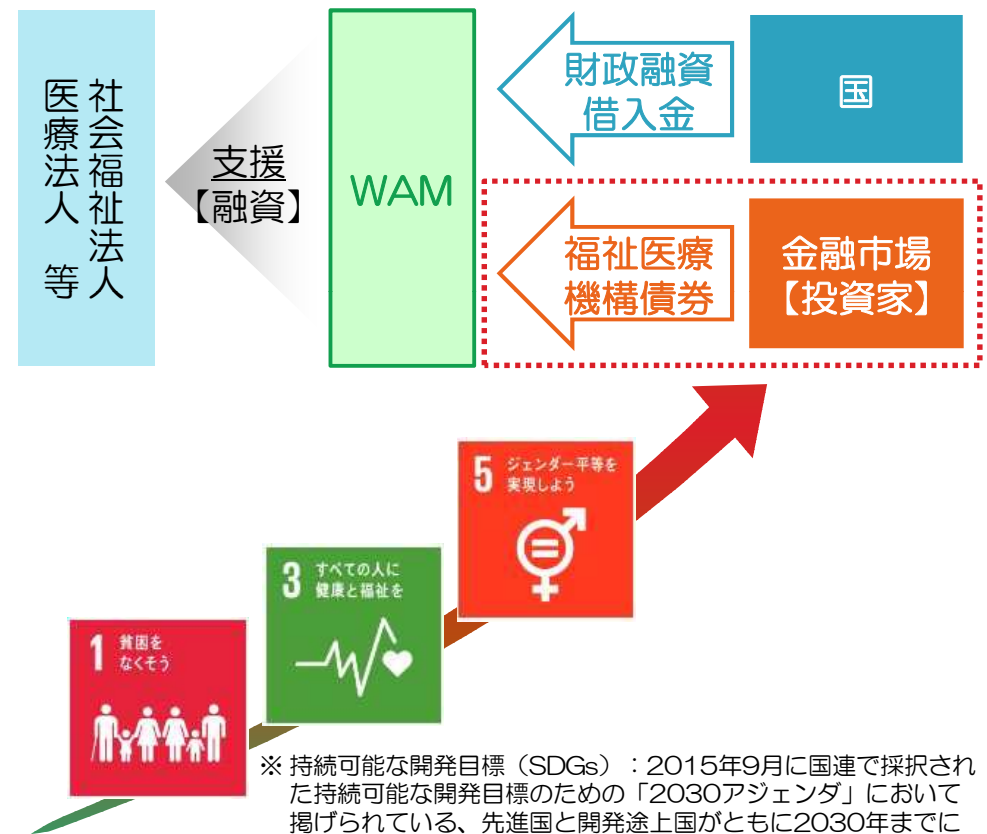 社会福祉法人
医療法人 等
支援
【融資】
WAM
財政融資
借入金
国
福祉医療
機構債券
金融市場
【投資家】
5 ジェンダー平等を
実現しよう
3 すべての人に
健康と福祉を
1 貧困を
なくそう
※ 持続可能な開発目標（SDGs）：2015年9月に国連で採択され
た持続可能な開発目標のための「2030アジェンダ」において
掲げられている、先進国と開発途上国がともに2030年までに